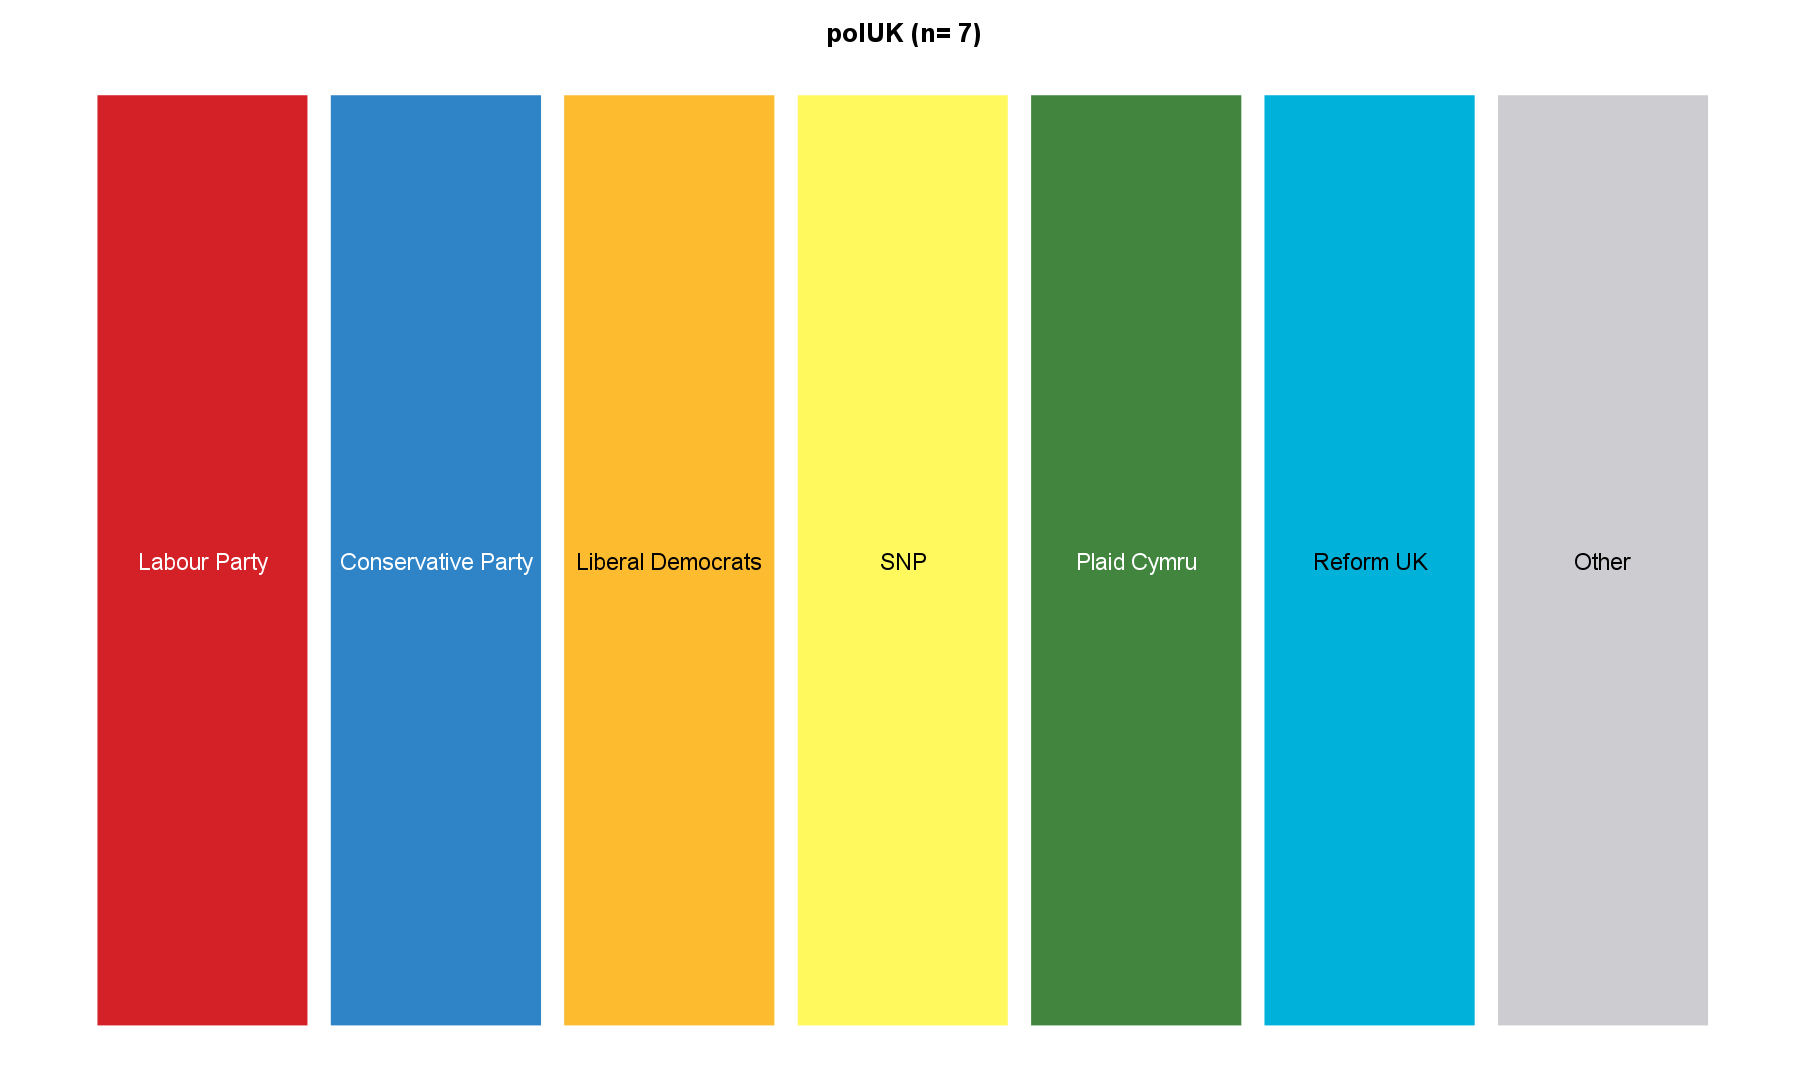 polUK (n= 7)
Labour Party
Conservative Party
Liberal Democrats
SNP
Plaid Cymru
Reform UK
Other